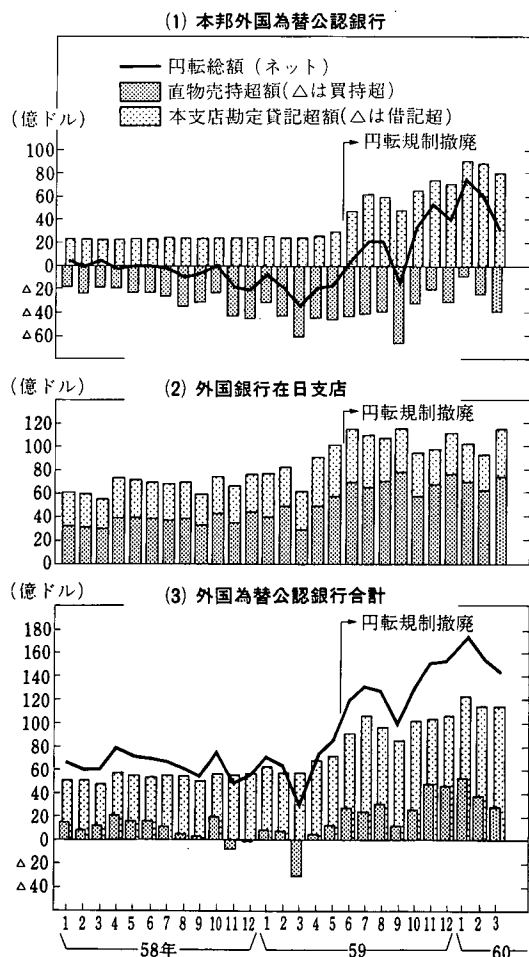 (1) 本邦外国為替公認銀行
円転総額(ネット)
直物売持超額(△は買持超)
(億ドル)
本支店勘定貸記超額(△は借記超)
円転規制撤廃
100
80
60
40
20
0
△ 20
△ 40
△ 60
(億ドル)
(2) 外国銀行在日支店
円転規制撤廃
120
100
80
60
40
20
0
(億ドル)
(3) 外国為替公認銀行合計
円転規制撤廃
180
160
140
120
100
80
60
40
20
0
△ 20
△ 40
1 2 3 4 5 6 7 8 9 10 11 12 1 2 3 4 5 6 7 8 9 10 11 12 1 2 3
58年 59 60